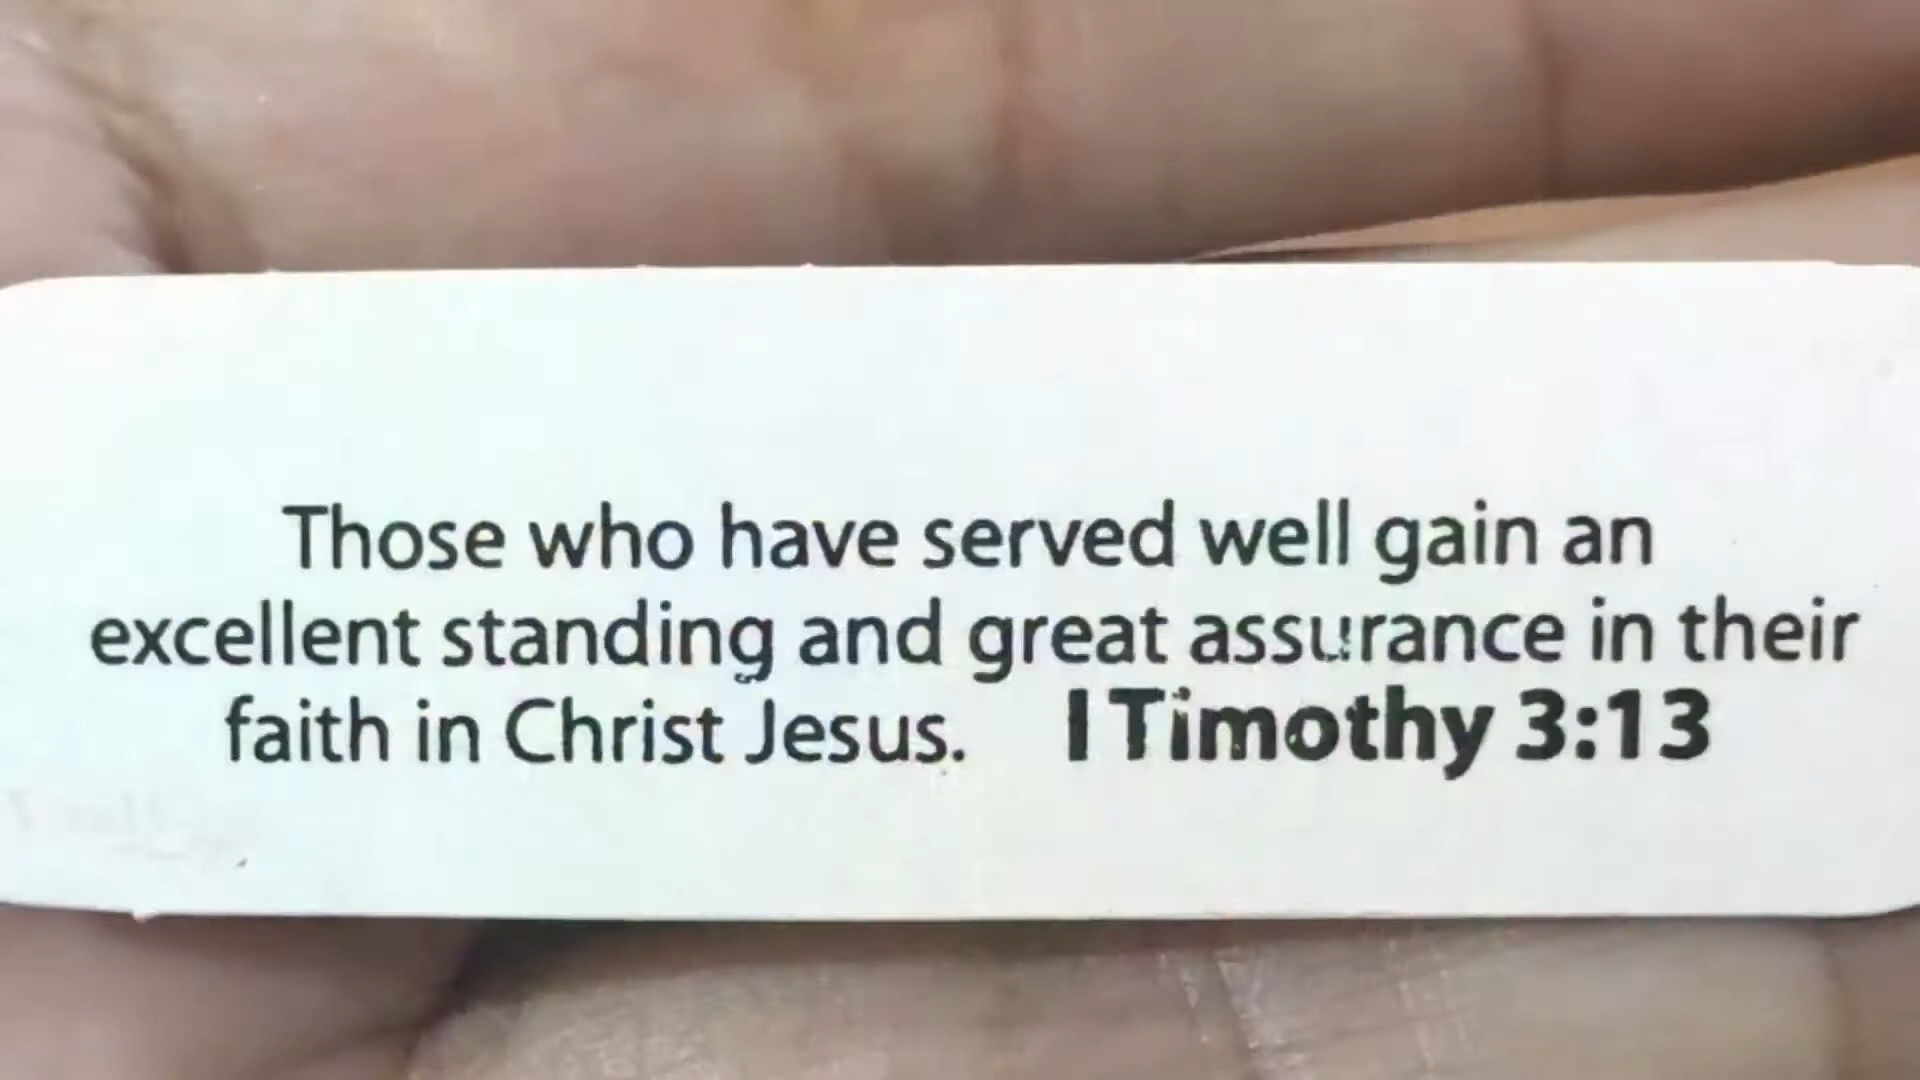 Those who have served well gain an
excellent standing and great assurance in their
faith in Christ Jesus. I Timothy 3:13